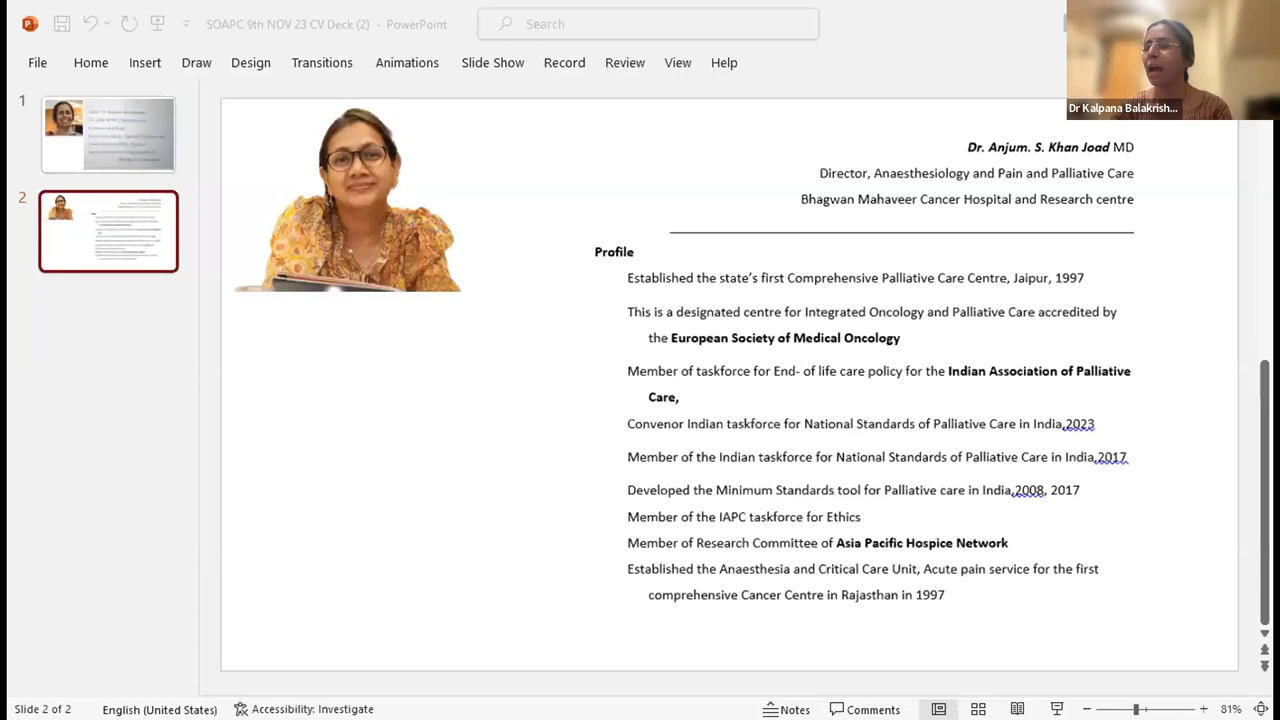 SOAPC 9th NOV 23 CV Deck (2) - PowerPoint
Search
File Home Insert Draw Design Transitions Animations Slide Show Record Review View Help
Dr Kalpana Balakrish...
1
2
Dr. Anjum. S. Khan Joad MD
Director, Anaesthesiology and Pain and Palliative Care
Bhagwan Mahaveer Cancer Hospital and Research centre
Profile
Established the state's first Comprehensive Palliative Care Centre, Jaipur, 1997
This is a designated centre for Integrated Oncology and Palliative Care accredited by
the European Society of Medical Oncology
Member of taskforce for End- of life care policy for the Indian Association of Palliative
Care,
Convenor Indian taskforce for National Standards of Palliative Care in India,2023
Member of the Indian taskforce for National Standards of Palliative Care in India,2017
Developed the Minimum Standards tool for Palliative care in India,2008, 2017
Member of the IAPC taskforce for Ethics
Member of Research Committee of Asia Pacific Hospice Network
Established the Anaesthesia and Critical Care Unit, Acute pain service for the first
comprehensive Cancer Centre in Rajasthan in 1997
Slide 2 of 2 English (United States) Accessibility: Investigate Notes Comments 81%